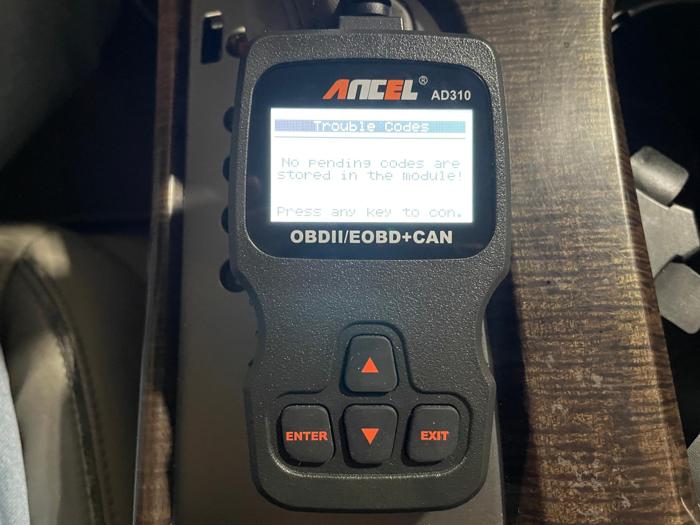 ANCEL® AD310
Trouble Codes
No pending codes are
stored in the module!
Press any key to con.
OBDII/EOBD+CAN
▲
ENTER ▼ EXIT